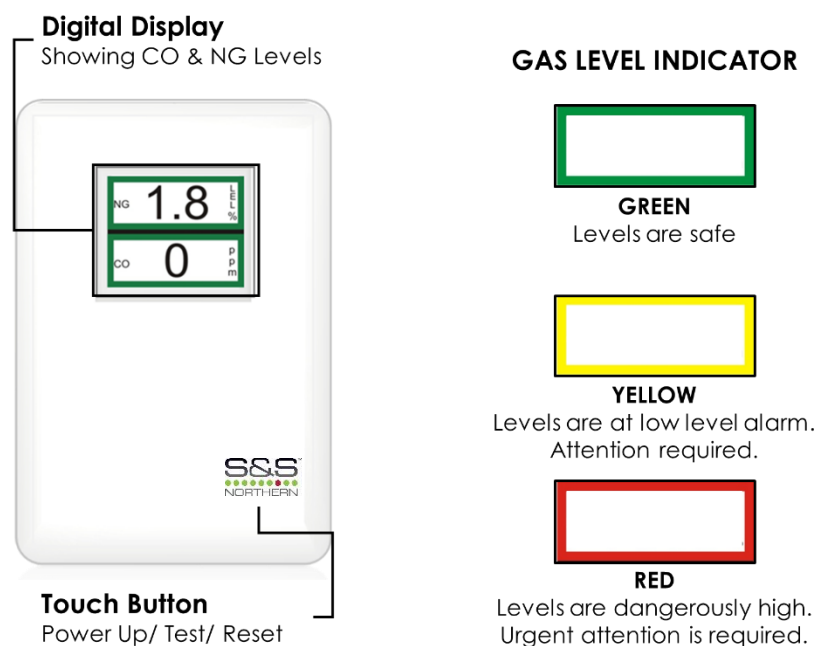 Digital Display
Showing CO & NG Levels
NG 1.8 LEL%
CO 0 ppm
S&S
NORTHERN
Touch Button
Power Up/ Test/ Reset
GAS LEVEL INDICATOR
GREEN
Levels are safe
YELLOW
Levels are at low level alarm.
Attention required.
RED
Levels are dangerously high.
Urgent attention is required.